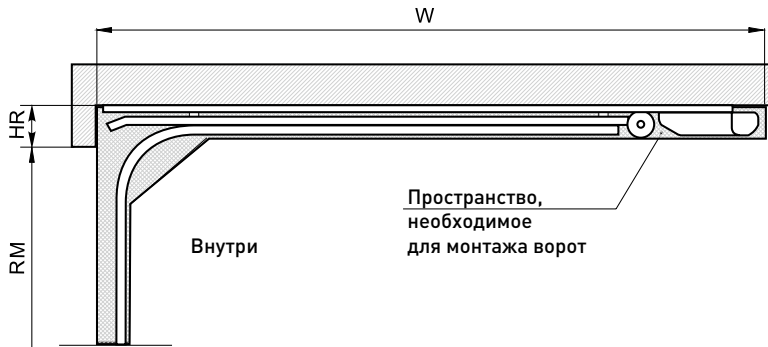 W
HR
RM
Пространство,
необходимое
для монтажа ворот
Внутри